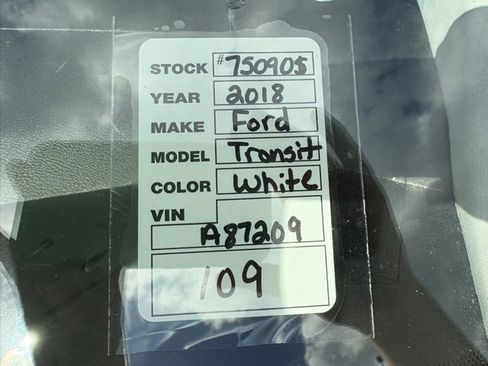 STOCK #75090S
YEAR 2018
MAKE Ford
MODEL Transit
COLOR White
VIN
A87209
109